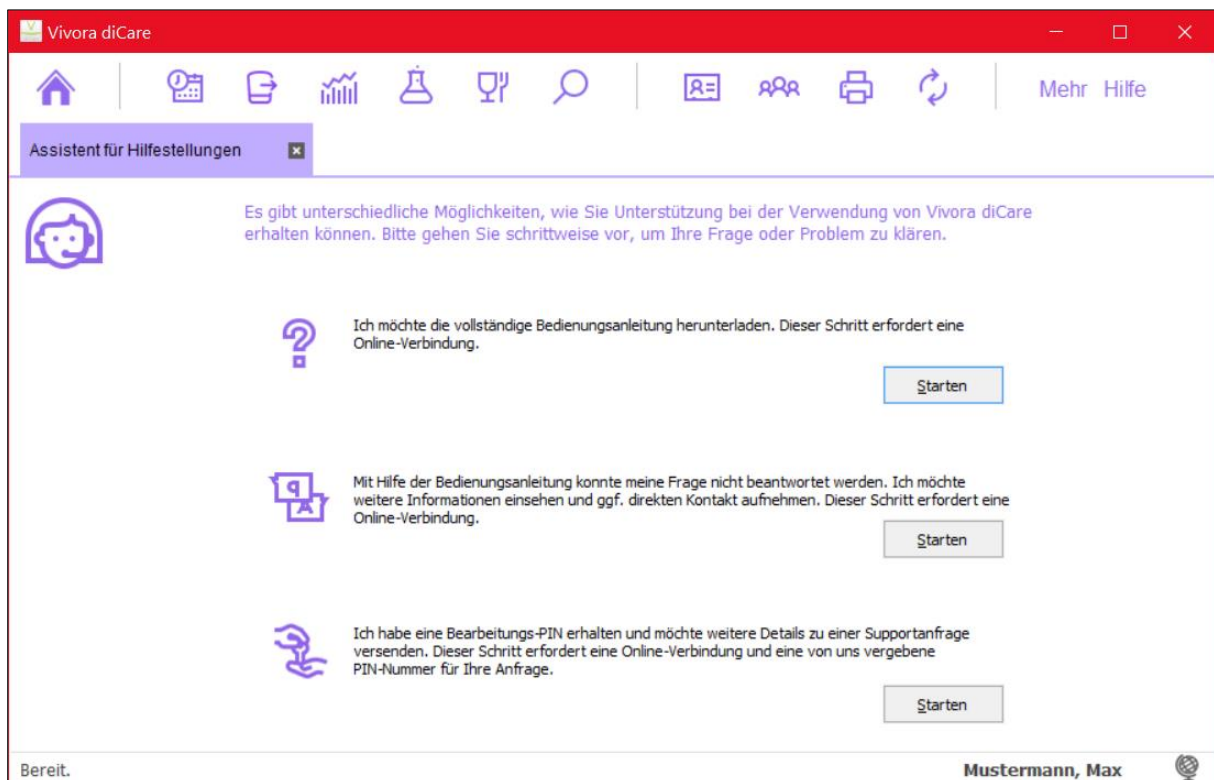 Vivora diCare
Mehr Hilfe
Assistent für Hilfestellungen
Es gibt unterschiedliche Möglichkeiten, wie Sie Unterstützung bei der Verwendung von Vivora diCare
erhalten können. Bitte gehen Sie schrittweise vor, um Ihre Frage oder Problem zu klären.
Ich möchte die vollständige Bedienungsanleitung herunterladen. Dieser Schritt erfordert eine
Online-Verbindung.
Starten
Mit Hilfe der Bedienungsanleitung konnte meine Frage nicht beantwortet werden. Ich möchte
weitere Informationen einsehen und ggf. direkten Kontakt aufnehmen. Dieser Schritt erfordert eine
Online-Verbindung.
Starten
Ich habe eine Bearbeitungs-PIN erhalten und möchte weitere Details zu einer Supportanfrage
versenden. Dieser Schritt erfordert eine Online-Verbindung und eine von uns vergebene
PIN-Nummer für Ihre Anfrage.
Starten
Bereit.
Mustermann, Max